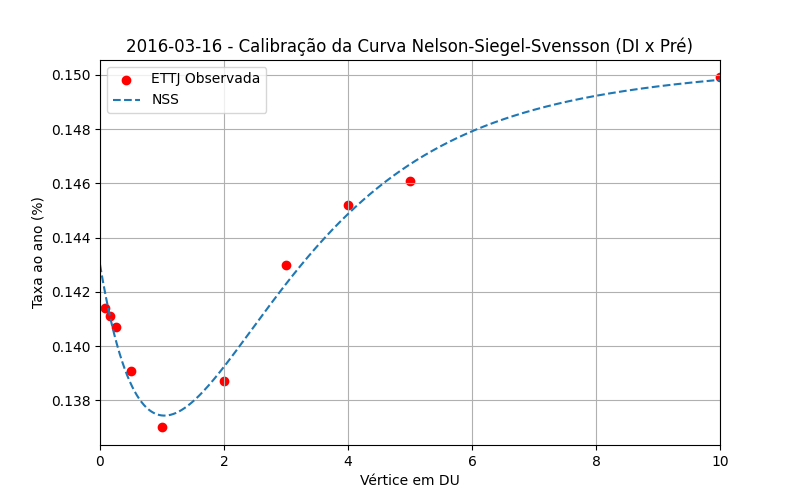 2016-03-16 - Calibração da Curva Nelson-Siegel-Svensson (DI x Pré)
ETTJ Observada
NSS
Taxa ao ano (%)
0.150
0.148
0.146
0.144
0.142
0.140
0.138
0 2 4 6 8 10
Vértice em DU